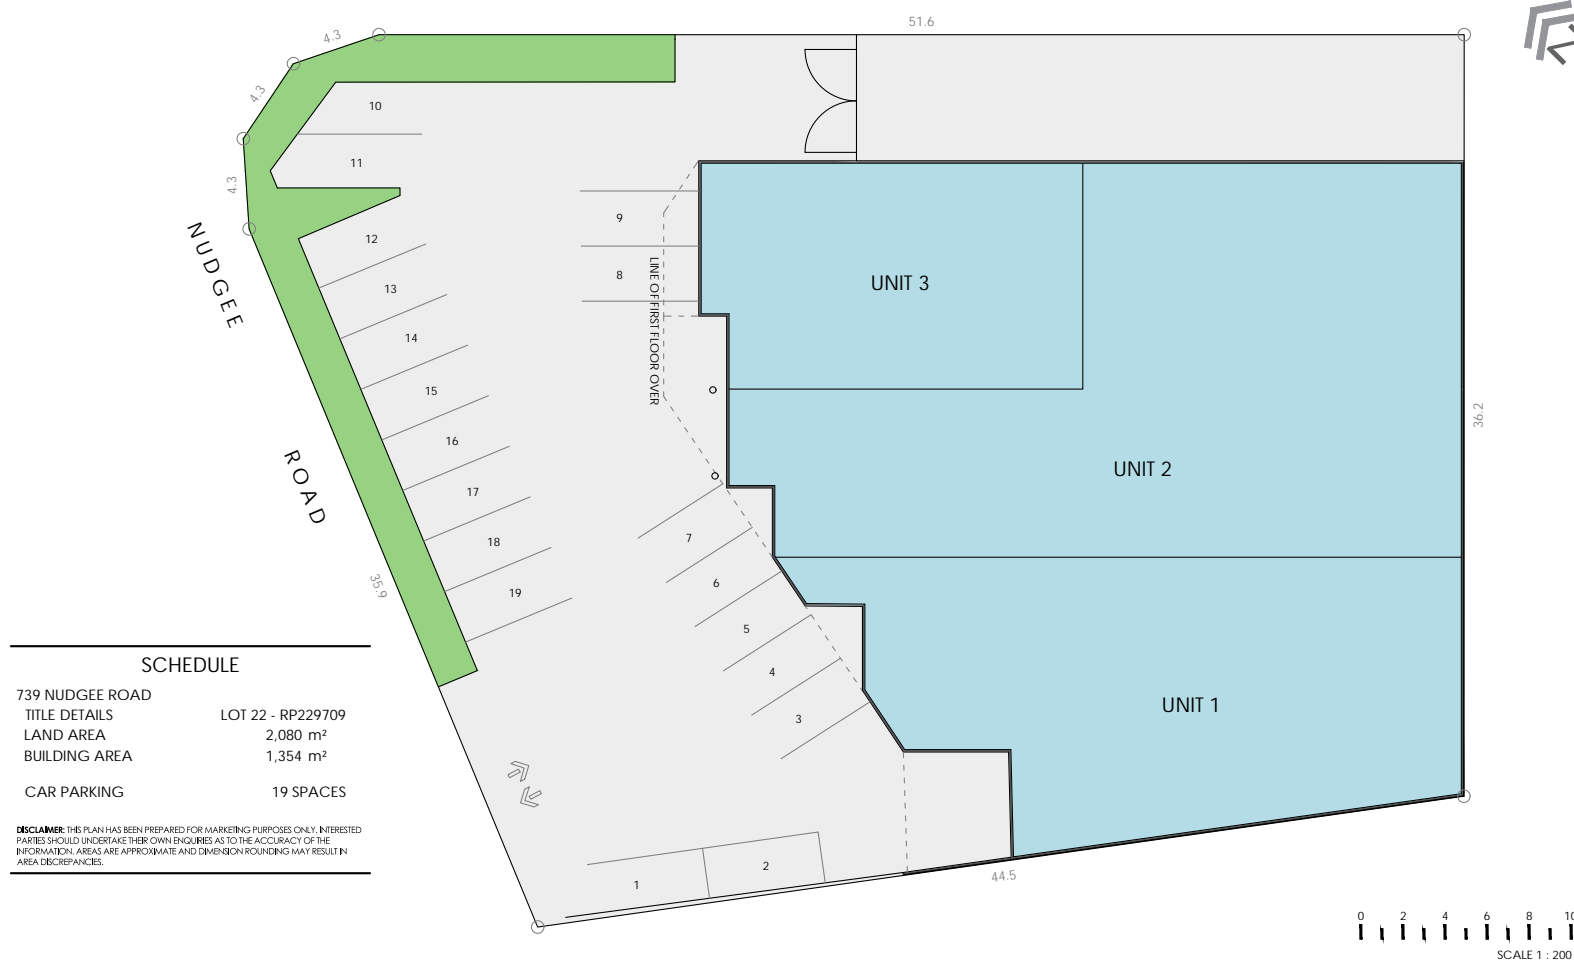 51.6
4.3
4.3
4.3
10
11
12
13
14
15
16
17
18
19
9
8
LINE OF FIRST FLOOR OVER
7
6
5
4
3
2
1
UNIT 3
UNIT 2
UNIT 1
36.2
44.5
35.9
NUDGEE
ROAD
SCHEDULE
739 NUDGEE ROAD
TITLE DETAILS LOT 22 - RP229709
LAND AREA 2,080 m²
BUILDING AREA 1,354 m²
CAR PARKING 19 SPACES
DISCLAIMER: THIS PLAN HAS BEEN PREPARED FOR MARKETING PURPOSES ONLY. INTERESTED
PARTIES SHOULD UNDERTAKE THEIR OWN ENQUIRIES AS TO THE ACCURACY OF THE
INFORMATION. AREAS ARE APPROXIMATE AND DIMENSION ROUNDING MAY RESULT IN
AREA DISCREPANCIES.
0 2 4 6 8 10
SCALE 1 : 200